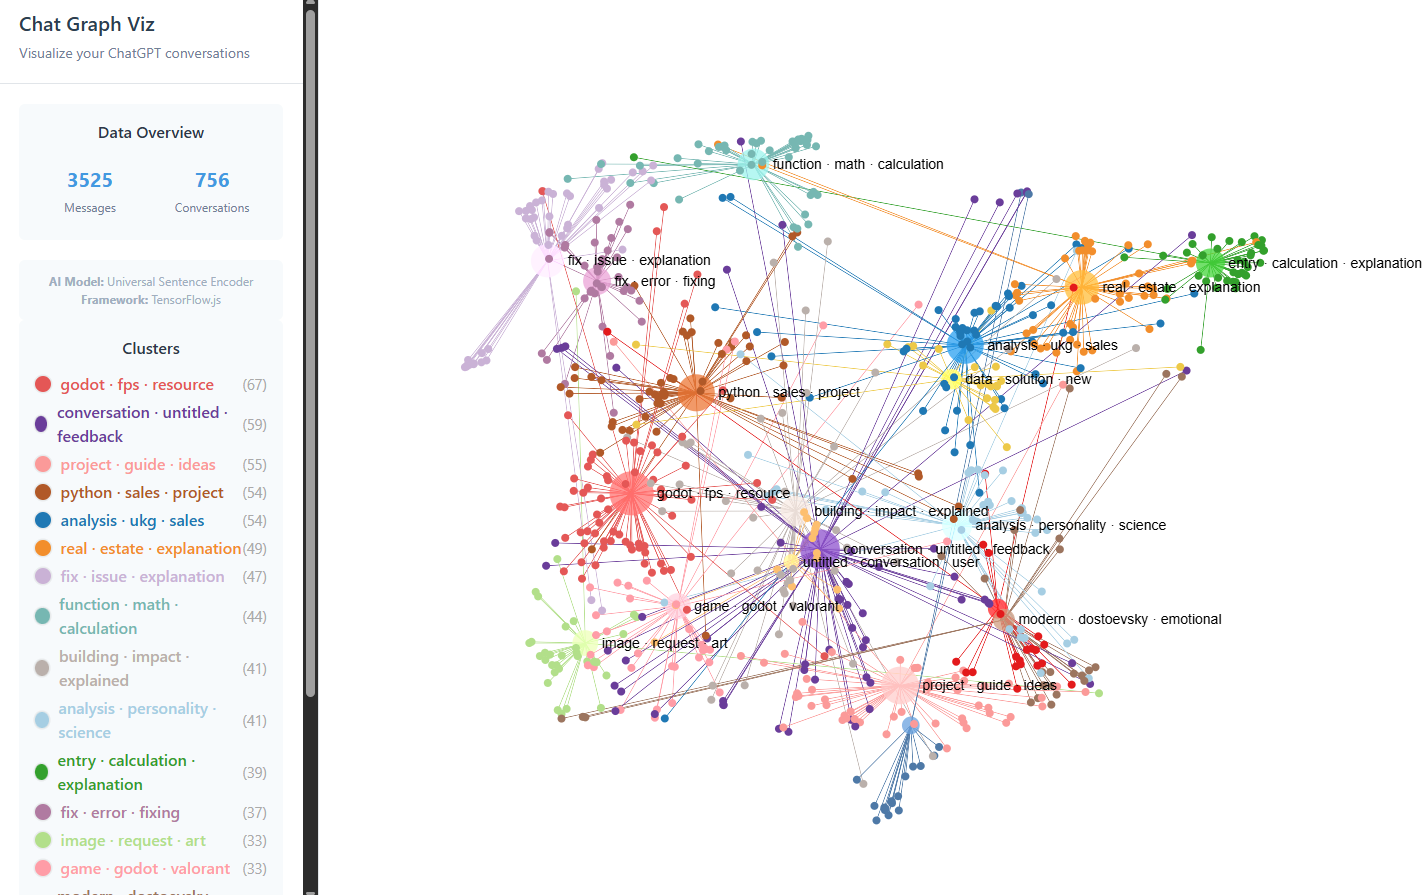 Chat Graph Viz
Visualize your ChatGPT conversations
Data Overview
3525
756
Messages
Conversations
AI Model: Universal Sentence Encoder
Framework: TensorFlow.js
Clusters
godot · fps · resource (67)
conversation · untitled ·
feedback
(59)
project · guide · ideas (55)
python · sales · project (54)
analysis · ukg · sales (54)
real · estate · explanation (49)
fix · issue · explanation (47)
function · math ·
calculation
(44)
building · impact ·
explained
(41)
analysis · personality ·
science
(41)
entry · calculation ·
explanation
(39)
fix · error · fixing (37)
image · request · art (33)
game · godot · valorant (33)
modern · dostoevsky ·
function · math · calculation
fix · issue · explanation
fix · error · fixing
entry · calculation · explanation
real · estate · explanation
analysis · ukg · sales
data · solution · new
python · sales · project
godot · fps · resource
building · impact · explained
analysis · personality · science
conversation · untitled · feedback
untitled · conversation · user
game · godot · valorant
modern · dostoevsky · emotional
image · request · art
project · guide · ideas